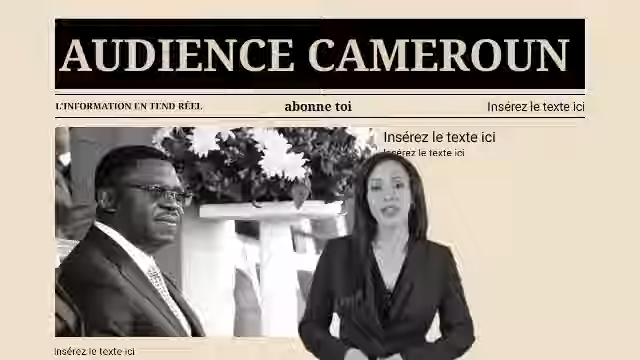 AUDIENCE CAMEROUN
L'INFORMATION EN TEND RÉEL
abonne toi
Insérez le texte ici
Insérez le texte ici
Insérez le texte ici
Insérez le texte ici